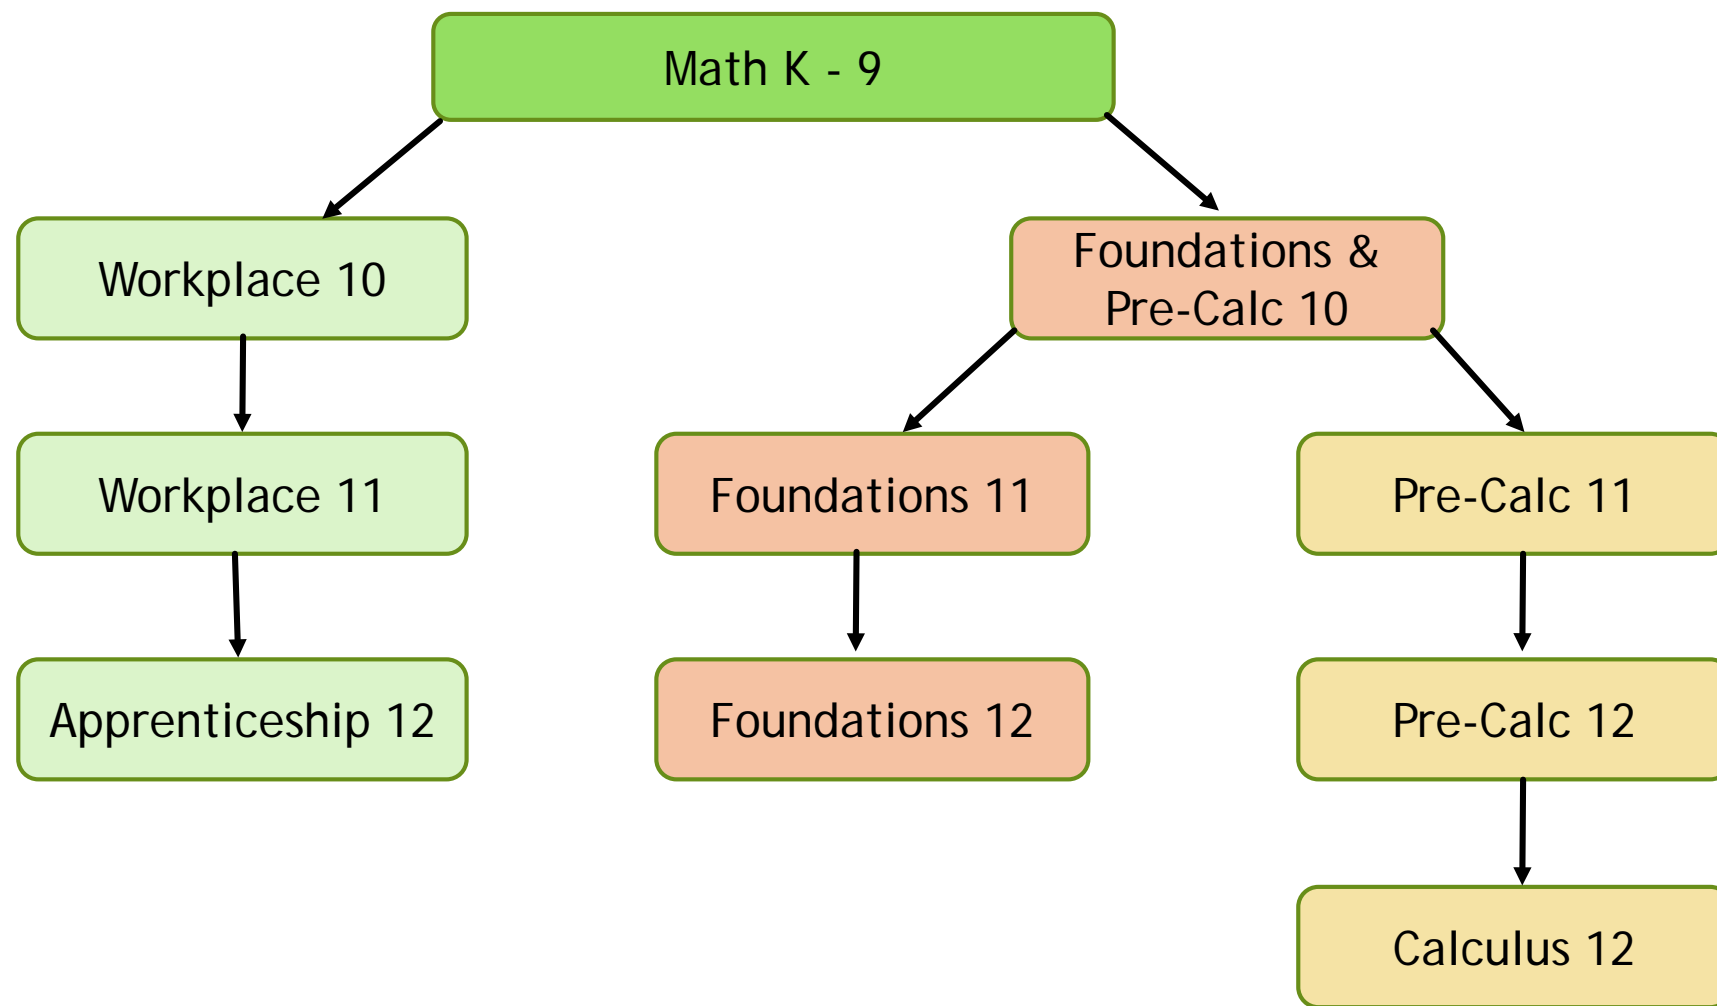 Math K - 9
Workplace 10
Foundations &
Pre-Calc 10
Workplace 11
Foundations 11
Pre-Calc 11
Apprenticeship 12
Foundations 12
Pre-Calc 12
Calculus 12